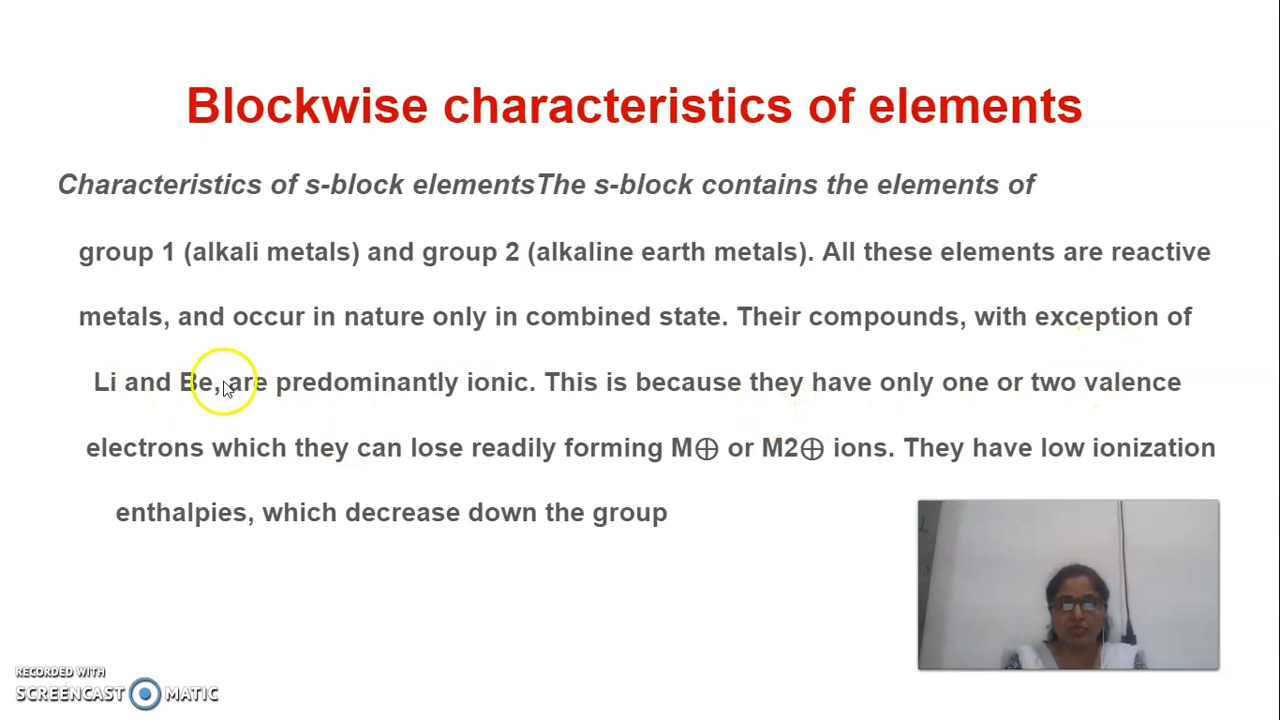 Blockwise characteristics of elements
Characteristics of s-block elementsThe s-block contains the elements of
group 1 (alkali metals) and group 2 (alkaline earth metals). All these elements are reactive
metals, and occur in nature only in combined state. Their compounds, with exception of
Li and Be, are predominantly ionic. This is because they have only one or two valence
electrons which they can lose readily forming M⊕ or M2⊕ ions. They have low ionization
enthalpies, which decrease down the group
RECORDED WITH
SCREENCAST MATIC